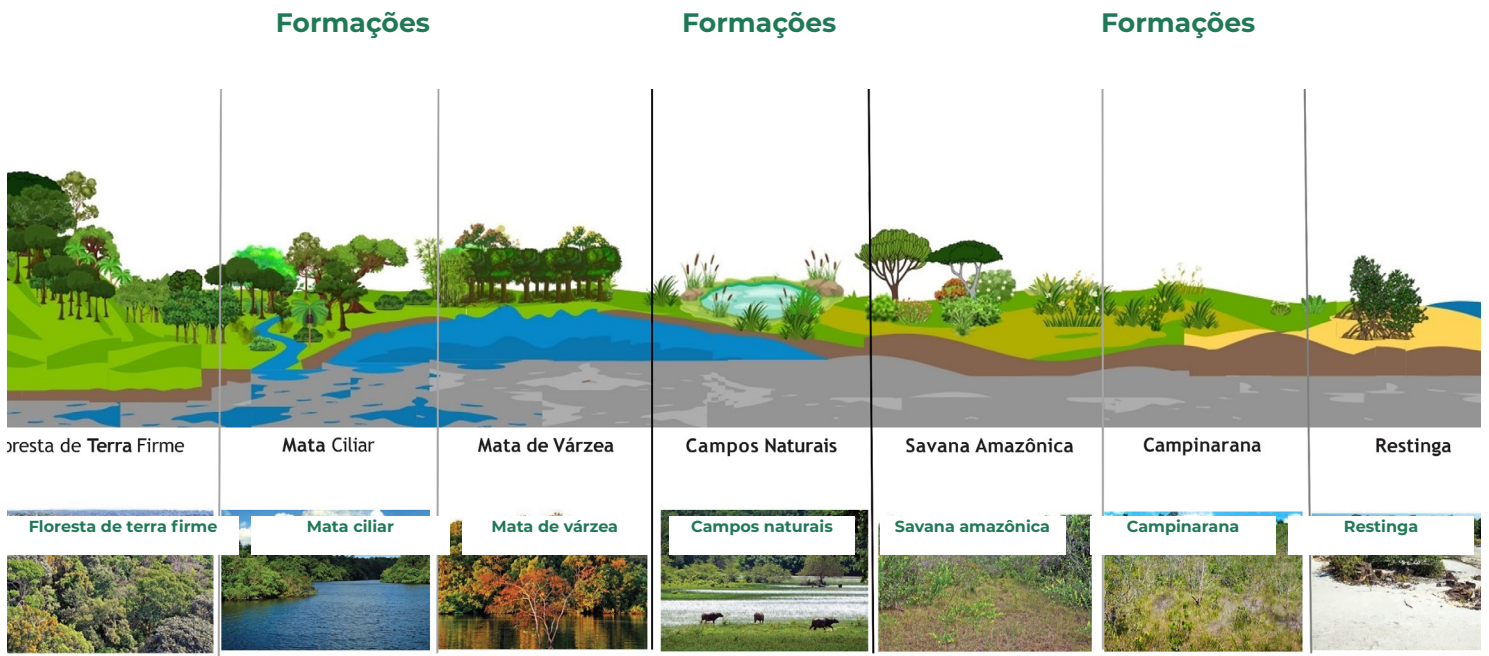 Formações Formações Formações
oresta de Terra Firme Mata Ciliar Mata de Várzea Campos Naturais Savana Amazônica Campinarana Restinga
Floresta de terra firme Mata ciliar Mata de várzea Campos naturais Savana amazônica Campinarana Restinga